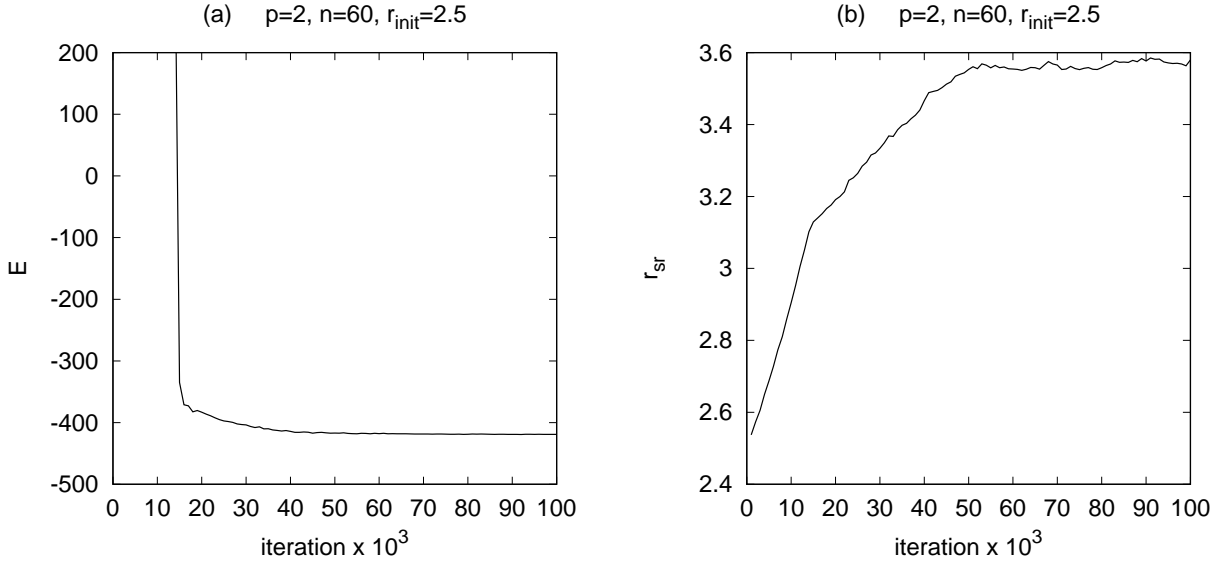 (a) p=2, n=60, r_init=2.5
200
100
0
-100
-200
-300
-400
-500
E
0 10 20 30 40 50 60 70 80 90 100
iteration x 10^3
(b) p=2, n=60, r_init=2.5
3.6
3.4
3.2
3
2.8
2.6
2.4
r_sr
0 10 20 30 40 50 60 70 80 90 100
iteration x 10^3